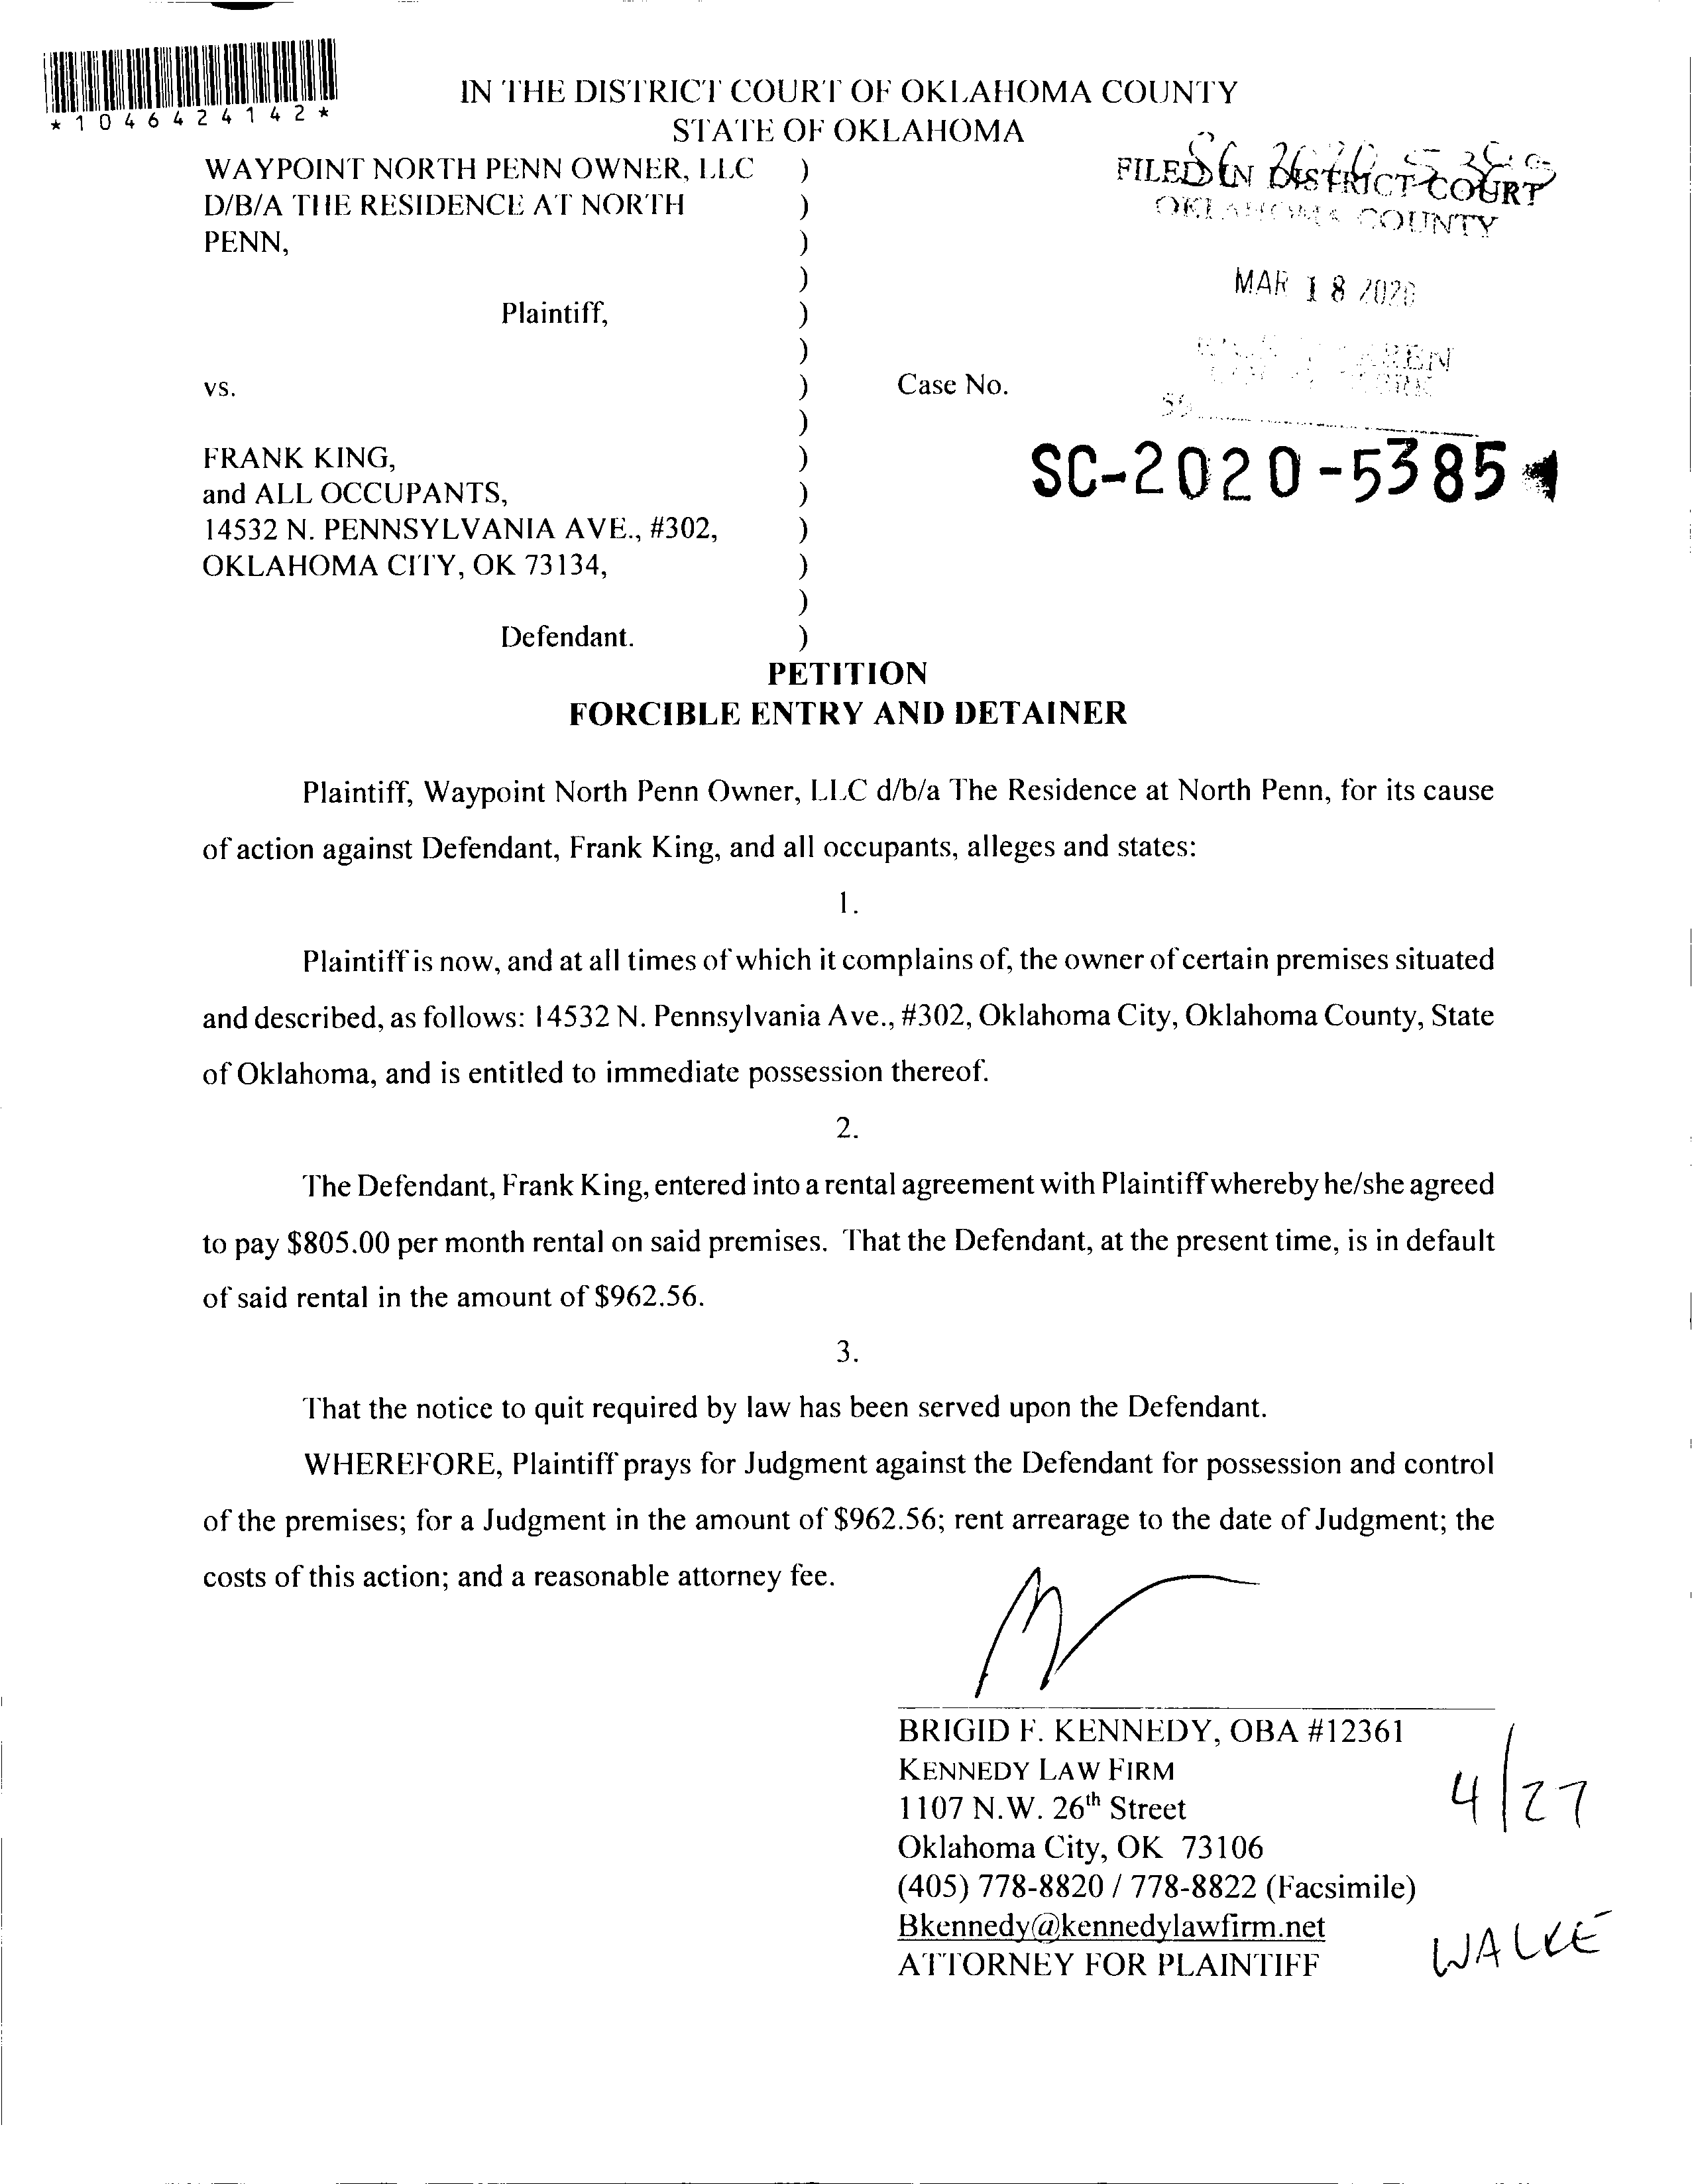 *1046424142*
IN THE DISTRICT COURT OF OKLAHOMA COUNTY
STATE OF OKLAHOMA
WAYPOINT NORTH PENN OWNER, LLC )
D/B/A THE RESIDENCE AT NORTH )
PENN, )
)
Plaintiff, )
)
vs. )
)
FRANK KING, )
and ALL OCCUPANTS, )
14532 N. PENNSYLVANIA AVE., #302, )
OKLAHOMA CITY, OK 73134, )
)
Defendant. )
FILED IN DISTRICT COURT
OKLAHOMA COUNTY
MAR 18 2020
Case No.
SC-2020-5385
PETITION
FORCIBLE ENTRY AND DETAINER
Plaintiff, Waypoint North Penn Owner, LLC d/b/a The Residence at North Penn, for its cause
of action against Defendant, Frank King, and all occupants, alleges and states:
1.
Plaintiff is now, and at all times of which it complains of, the owner of certain premises situated
and described, as follows: 14532 N. Pennsylvania Ave., #302, Oklahoma City, Oklahoma County, State
of Oklahoma, and is entitled to immediate possession thereof.
2.
The Defendant, Frank King, entered into a rental agreement with Plaintiff whereby he/she agreed
to pay $805.00 per month rental on said premises. That the Defendant, at the present time, is in default
of said rental in the amount of $962.56.
3.
That the notice to quit required by law has been served upon the Defendant.
WHEREFORE, Plaintiff prays for Judgment against the Defendant for possession and control
of the premises; for a Judgment in the amount of $962.56; rent arrearage to the date of Judgment; the
costs of this action; and a reasonable attorney fee.
BRIGID F. KENNEDY, OBA #12361
KENNEDY LAW FIRM
1107 N.W. 26th Street
Oklahoma City, OK 73106
(405) 778-8820 / 778-8822 (Facsimile)
Bkennedy@kennedylawfirm.net
ATTORNEY FOR PLAINTIFF
4/27
WALKE